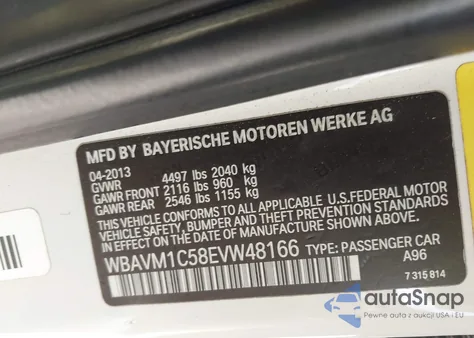 MFD BY BAYERISCHE MOTOREN WERKE AG
04-2013
GVWR 4497 lbs 2040 kg
GAWR FRONT 2116 lbs 960 kg
GAWR REAR 2546 lbs 1155 kg
THIS VEHICLE CONFORMS TO ALL APPLICABLE U.S.FEDERAL MOTOR
VEHICLE SAFETY, BUMPER, AND THEFT PREVENTION STANDARDS
IN EFFECT ON THE DATE OF MANUFACTURE SHOWN ABOVE.
WBAVM1C58EVW48166 TYPE: PASSENGER CAR
A96
7 315 814
autoSnap
Pewne auta z aukcji USA i EU